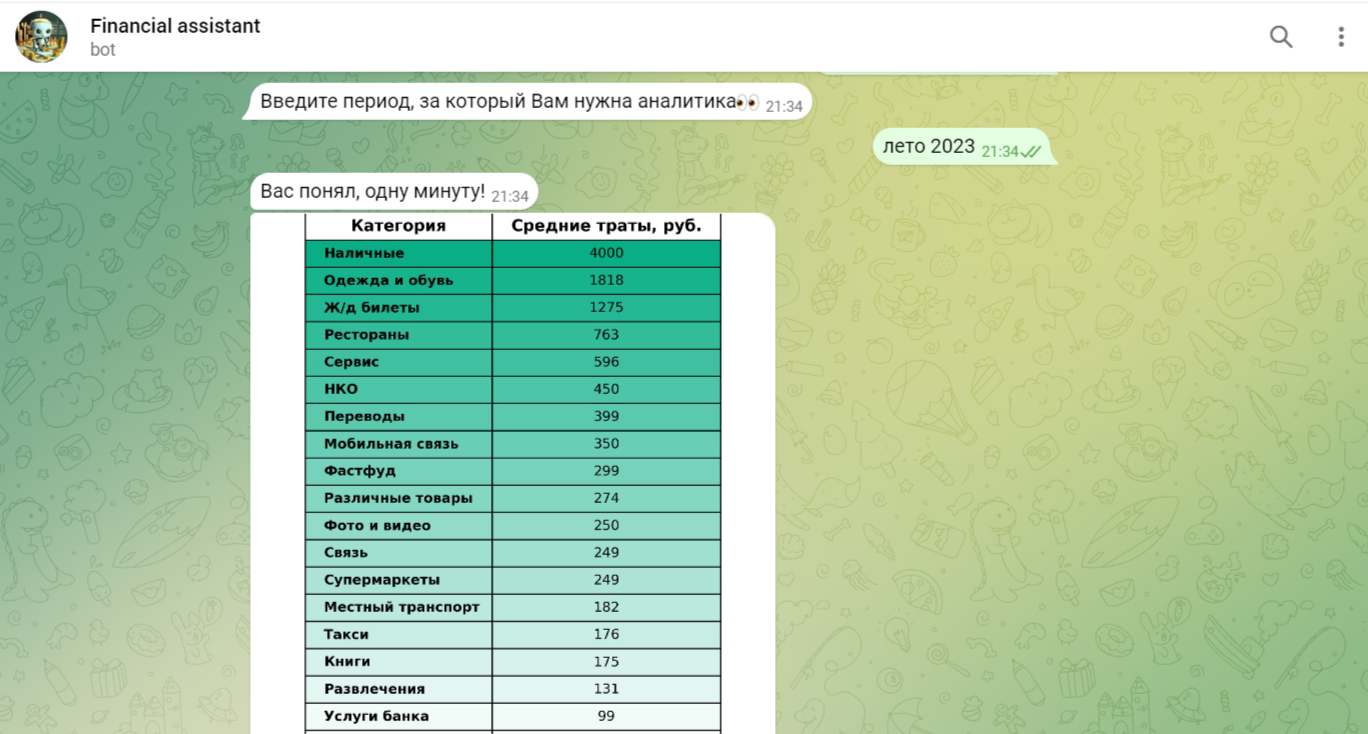 Financial assistant
bot
Введите период, за который Вам нужна аналитика👀 21:34
лето 2023 21:34
Вас понял, одну минуту! 21:34
Категория Средние траты, руб.
Наличные 4000
Одежда и обувь 1818
Ж/д билеты 1275
Рестораны 763
Сервис 596
НКО 450
Переводы 399
Мобильная связь 350
Фастфуд 299
Различные товары 274
Фото и видео 250
Связь 249
Супермаркеты 249
Местный транспорт 182
Такси 176
Книги 175
Развлечения 131
Услуги банка 99